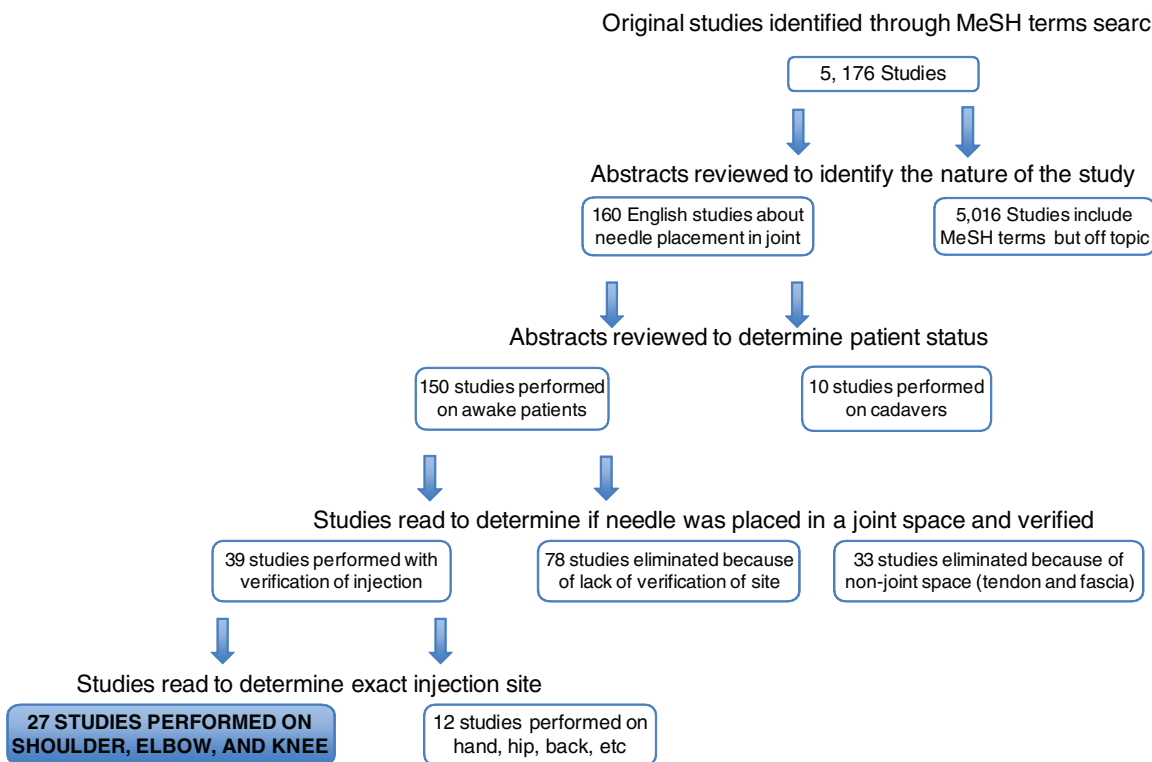 Original studies identified through MeSH terms searc
5, 176 Studies
Abstracts reviewed to identify the nature of the study
160 English studies about
needle placement in joint
5,016 Studies include
MeSH terms but off topic
Abstracts reviewed to determine patient status
150 studies performed
on awake patients
10 studies performed
on cadavers
Studies read to determine if needle was placed in a joint space and verified
39 studies performed with
verification of injection
78 studies eliminated because
of lack of verification of site
33 studies eliminated because of
non-joint space (tendon and fascia)
Studies read to determine exact injection site
27 STUDIES PERFORMED ON
SHOULDER, ELBOW, AND KNEE
12 studies performed on
hand, hip, back, etc